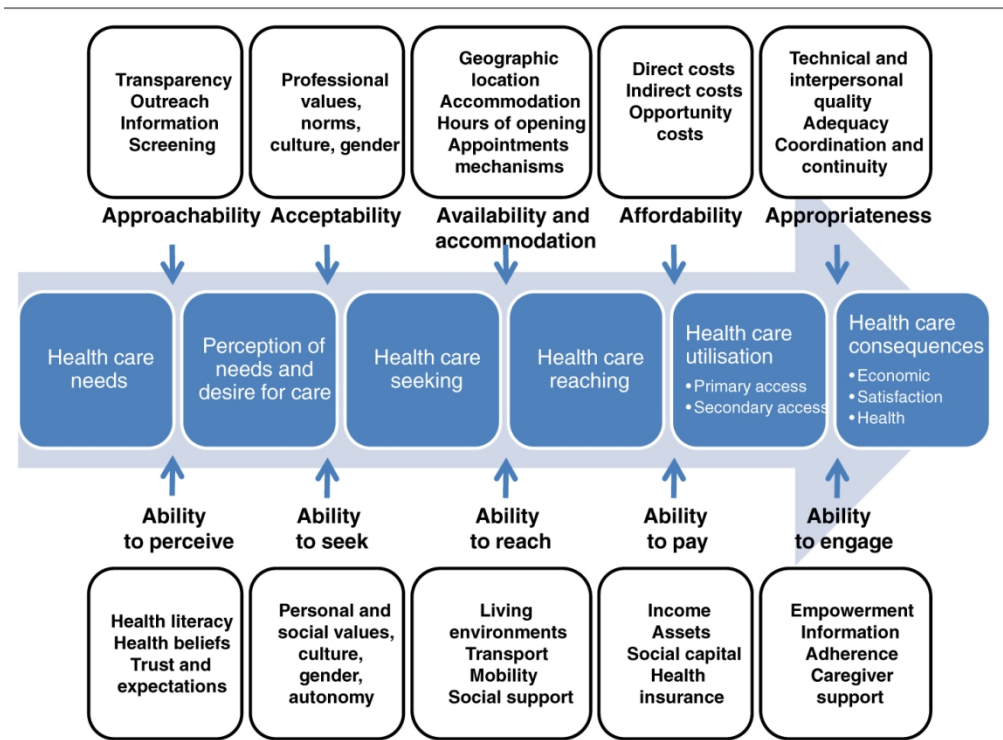 Transparency
Outreach
Information
Screening
Professional
values,
norms,
culture, gender
Geographic
location
Accommodation
Hours of opening
Appointments
mechanisms
Direct costs
Indirect costs
Opportunity
costs
Technical and
interpersonal
quality
Adequacy
Coordination and
continuity
Approachability
Acceptability
Availability and
accommodation
Affordability
Appropriateness
Health care
needs
Perception of
needs and
desire for care
Health care
seeking
Health care
reaching
Health care
utilisation
• Primary access
• Secondary access
Health care
consequences
• Economic
• Satisfaction
• Health
Ability
to perceive
Ability
to seek
Ability
to reach
Ability
to pay
Ability
to engage
Health literacy
Health beliefs
Trust and
expectations
Personal and
social values,
culture,
gender,
autonomy
Living
environments
Transport
Mobility
Social support
Income
Assets
Social capital
Health
insurance
Empowerment
Information
Adherence
Caregiver
support